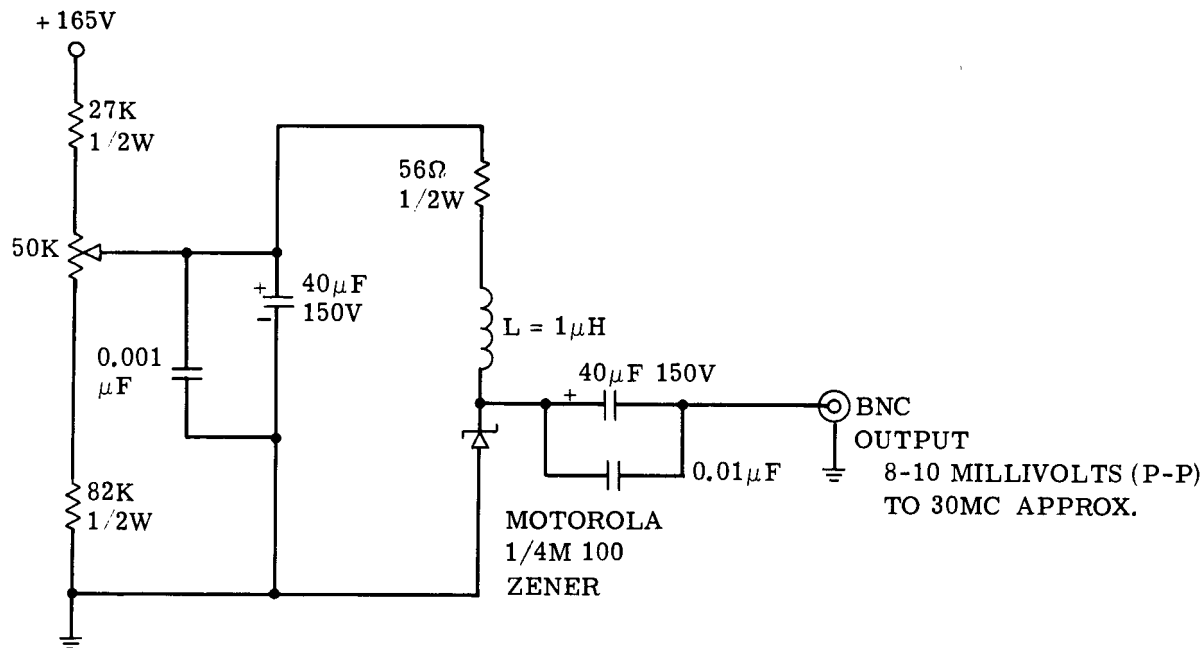 + 165V
27K
1/2W
50K
0.001
μF
82K
1/2W
+
40μF
150V
-
56Ω
1/2W
L = 1μH
40μF 150V
+
0.01μF
MOTOROLA
1/4M 100
ZENER
BNC
OUTPUT
8-10 MILLIVOLTS (P-P)
TO 30MC APPROX.